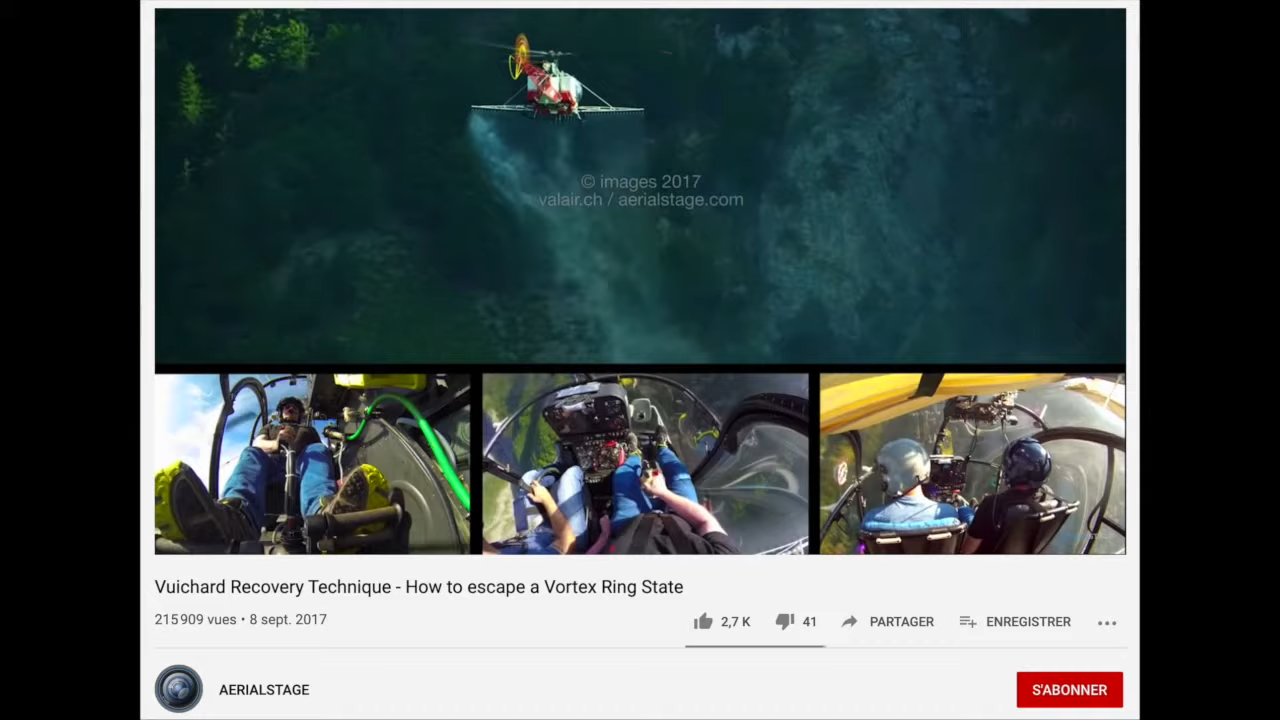 © images 2017
valair.ch / aerialstage.com
Vuichard Recovery Technique - How to escape a Vortex Ring State
215 909 vues • 8 sept. 2017
2,7 K 41 PARTAGER ENREGISTRER
AERIALSTAGE
S'ABONNER